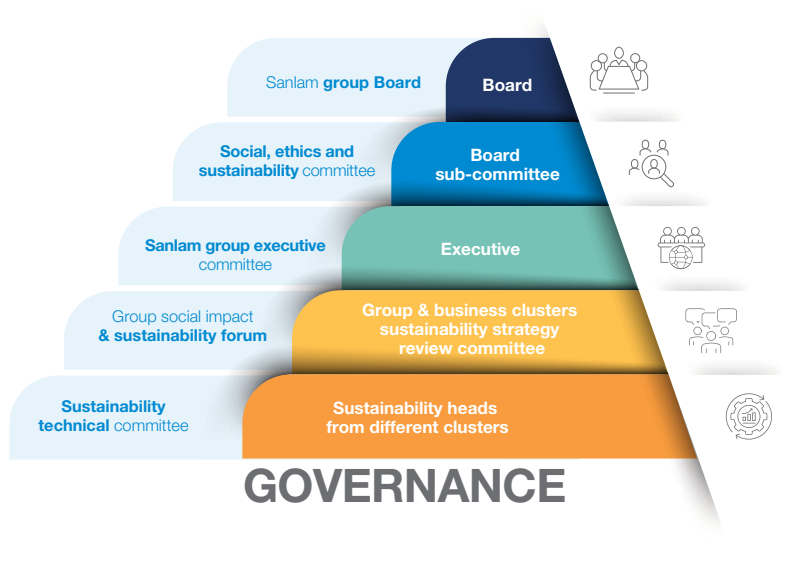 Sanlam group Board
Board
Social, ethics and
sustainability committee
Board
sub-committee
Sanlam group executive
committee
Executive
Group social impact
& sustainability forum
Group & business clusters
sustainability strategy
review committee
Sustainability
technical committee
Sustainability heads
from different clusters
GOVERNANCE